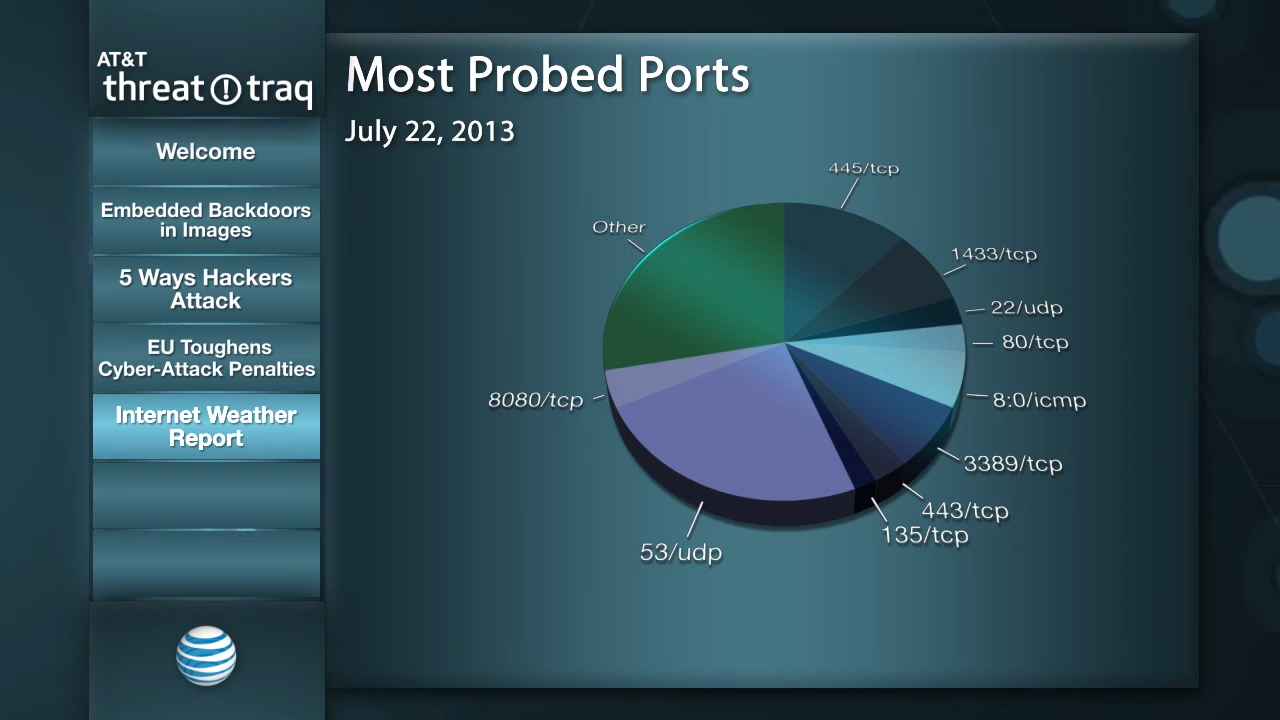 AT&T
threat ! traq
Welcome
Embedded Backdoors
in Images
5 Ways Hackers
Attack
EU Toughens
Cyber-Attack Penalties
Internet Weather
Report
Most Probed Ports
July 22, 2013
445/tcp
1433/tcp
22/udp
80/tcp
8:0/icmp
3389/tcp
443/tcp
135/tcp
53/udp
8080/tcp
Other